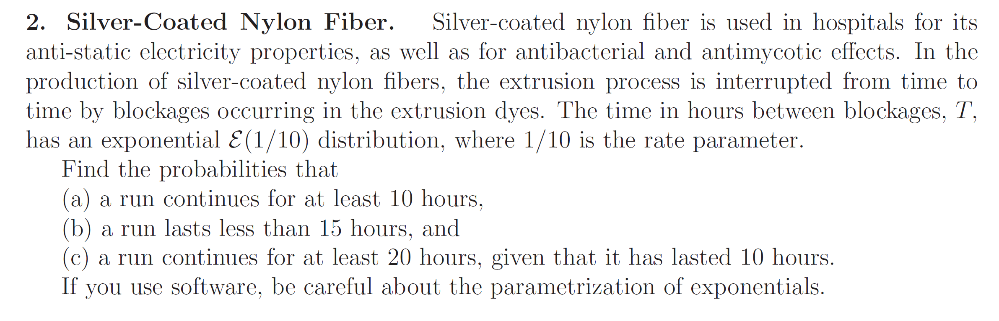 2. Silver-Coated Nylon Fiber. Silver-coated nylon fiber is used in hospitals for its
anti-static electricity properties, as well as for antibacterial and antimycotic effects. In the
production of silver-coated nylon fibers, the extrusion process is interrupted from time to
time by blockages occurring in the extrusion dyes. The time in hours between blockages, T,
has an exponential ℰ(1/10) distribution, where 1/10 is the rate parameter.
Find the probabilities that
(a) a run continues for at least 10 hours,
(b) a run lasts less than 15 hours, and
(c) a run continues for at least 20 hours, given that it has lasted 10 hours.
If you use software, be careful about the parametrization of exponentials.